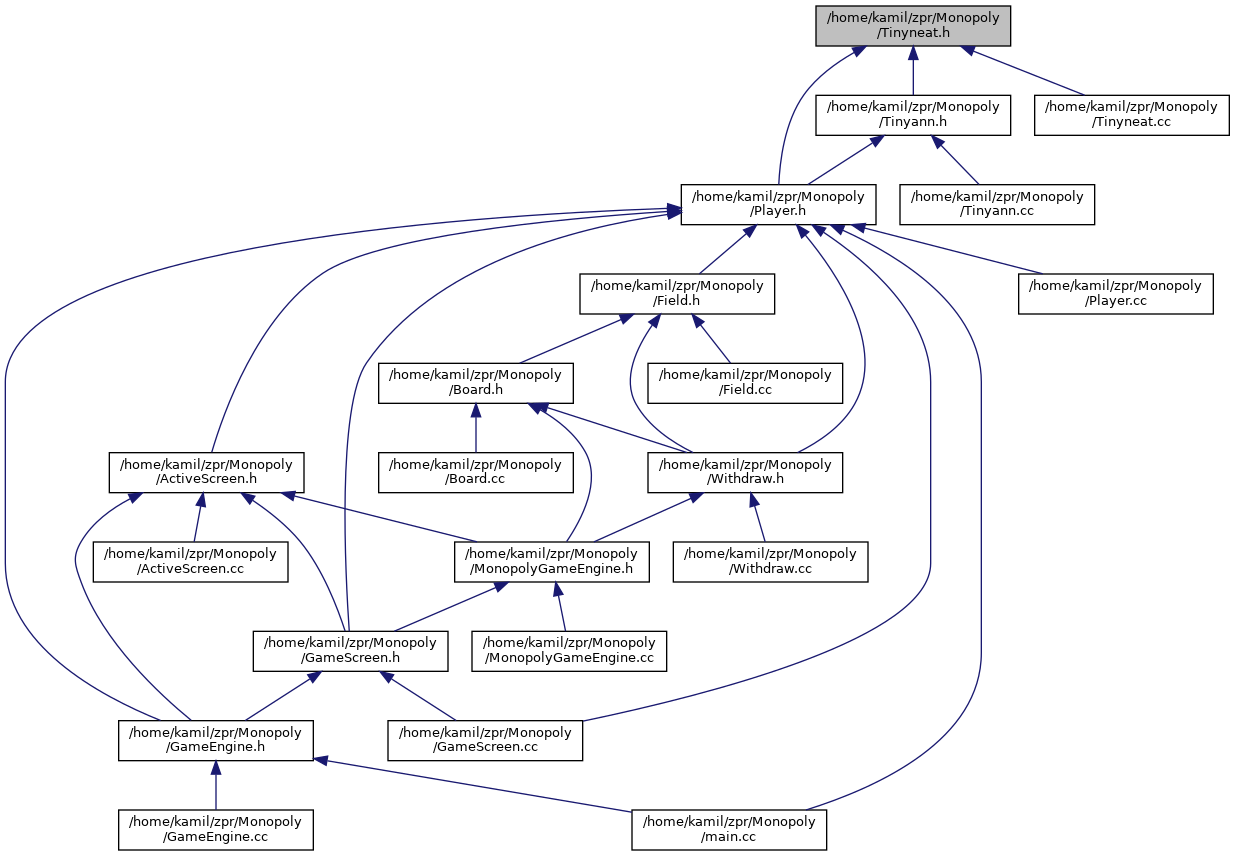 /home/kamil/zpr/Monopoly
/Tinyneat.h
/home/kamil/zpr/Monopoly
/Tinyann.h
/home/kamil/zpr/Monopoly
/Tinyneat.cc
/home/kamil/zpr/Monopoly
/Player.h
/home/kamil/zpr/Monopoly
/Tinyann.cc
/home/kamil/zpr/Monopoly
/Field.h
/home/kamil/zpr/Monopoly
/Player.cc
/home/kamil/zpr/Monopoly
/Board.h
/home/kamil/zpr/Monopoly
/Field.cc
/home/kamil/zpr/Monopoly
/ActiveScreen.h
/home/kamil/zpr/Monopoly
/Board.cc
/home/kamil/zpr/Monopoly
/Withdraw.h
/home/kamil/zpr/Monopoly
/ActiveScreen.cc
/home/kamil/zpr/Monopoly
/MonopolyGameEngine.h
/home/kamil/zpr/Monopoly
/Withdraw.cc
/home/kamil/zpr/Monopoly
/GameScreen.h
/home/kamil/zpr/Monopoly
/MonopolyGameEngine.cc
/home/kamil/zpr/Monopoly
/GameEngine.h
/home/kamil/zpr/Monopoly
/GameScreen.cc
/home/kamil/zpr/Monopoly
/GameEngine.cc
/home/kamil/zpr/Monopoly
/main.cc